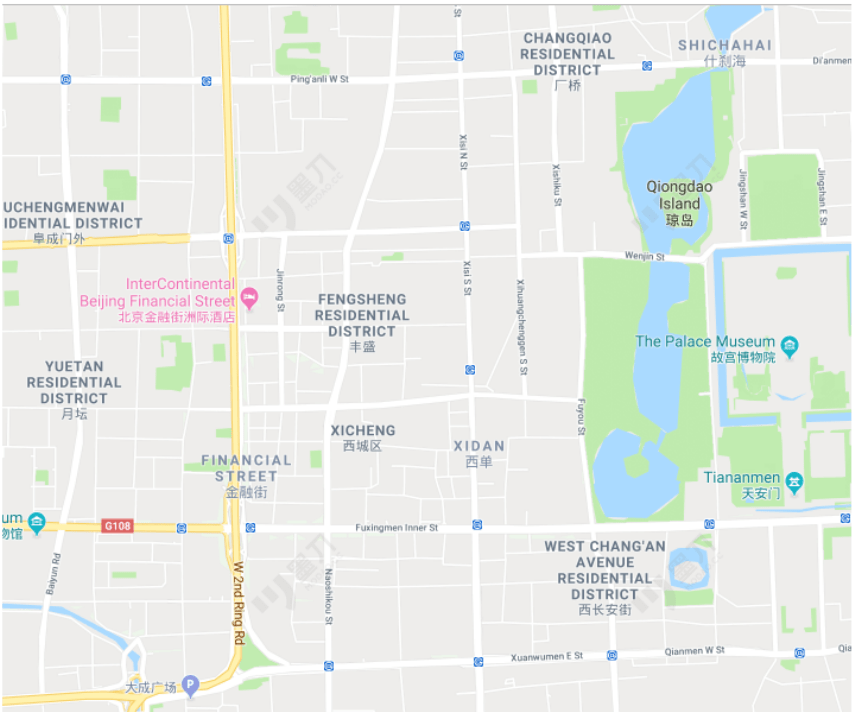 CHANGQIAO
RESIDENTIAL
DISTRICT
厂桥
SHICHAHAI
什刹海
St
Di'anmen
Ping'anli W St
Xisi N St
Xishiku St
Qiongdao
Island
琼岛
Jingshan W St
Jingshan E St
UCHENGMENWAI
IDENTIAL DISTRICT
阜成门外
Wenjin St
InterContinental
Beijing Financial Street
北京金融街洲际酒店
Jinrong St
FENGSHENG
RESIDENTIAL
DISTRICT
丰盛
Xisi S St
Xihuangchenggen S St
The Palace Museum
故宫博物院
YUETAN
RESIDENTIAL
DISTRICT
月坛
Fuyou St
XICHENG
西城区
XIDAN
西单
FINANCIAL
STREET
金融街
Tiananmen
天安门
um
物馆
G108
Fuxingmen Inner St
WEST CHANG'AN
AVENUE
RESIDENTIAL
DISTRICT
西长安街
Baiyun Rd
W 2nd Ring Rd
Naoshikou St
Xuanwumen E St
Qianmen W St
Qia
大成广场
P